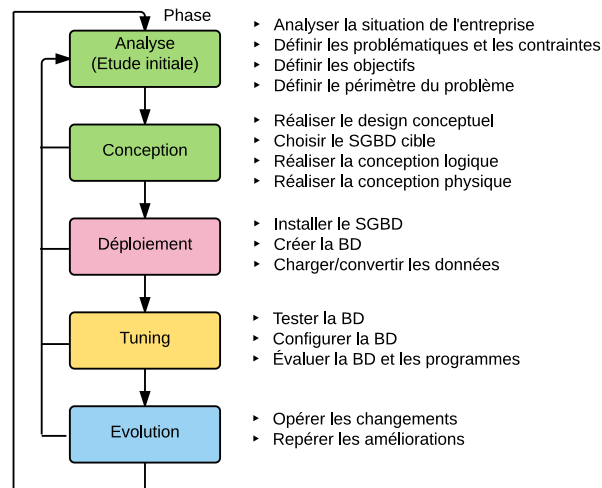 Phase
Analyse
(Etude initiale)
‣ Analyser la situation de l'entreprise
‣ Définir les problématiques et les contraintes
‣ Définir les objectifs
‣ Définir le périmètre du problème
Conception
‣ Réaliser le design conceptuel
‣ Choisir le SGBD cible
‣ Réaliser la conception logique
‣ Réaliser la conception physique
Déploiement
‣ Installer le SGBD
‣ Créer la BD
‣ Charger/convertir les données
Tuning
‣ Tester la BD
‣ Configurer la BD
‣ Évaluer la BD et les programmes
Evolution
‣ Opérer les changements
‣ Repérer les améliorations